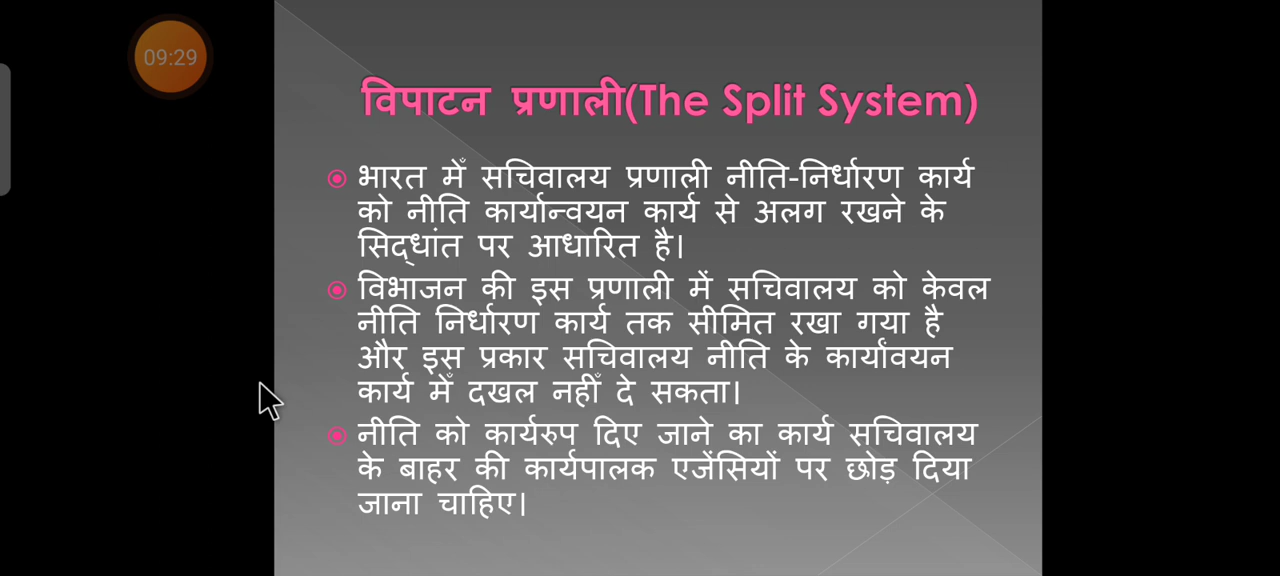 09:29
विपाटन प्रणाली(The Split System)
भारत मेँ सचिवालय प्रणाली नीति-निर्धारण कार्य
को नीति कार्यान्वयन कार्य से अलग रखने के
सिद्धांत पर आधारित है।
विभाजन की इस प्रणाली में सचिवालय को केवल
नीति निर्धारण कार्य तक सीमित रखा गया है
और इस प्रकार सचिवालय नीति के कार्यांवयन
कार्य मेँ दखल नहीँ दे सकता।
नीति को कार्यरुप दिए जाने का कार्य सचिवालय
के बाहर की कार्यपालक एजेंसियों पर छोड़ दिया
जाना चाहिए।